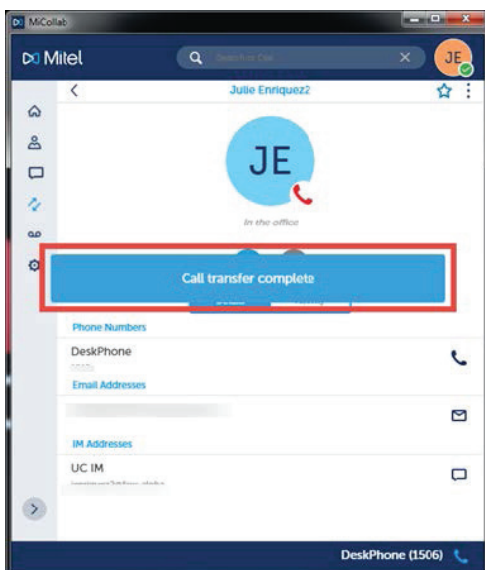 MiCollab
Mitel
JE
Julie Enriquez2
JE
In the office
Call transfer complete
Phone Numbers
DeskPhone
Email Addresses
IM Addresses
UC IM
DeskPhone (1506)